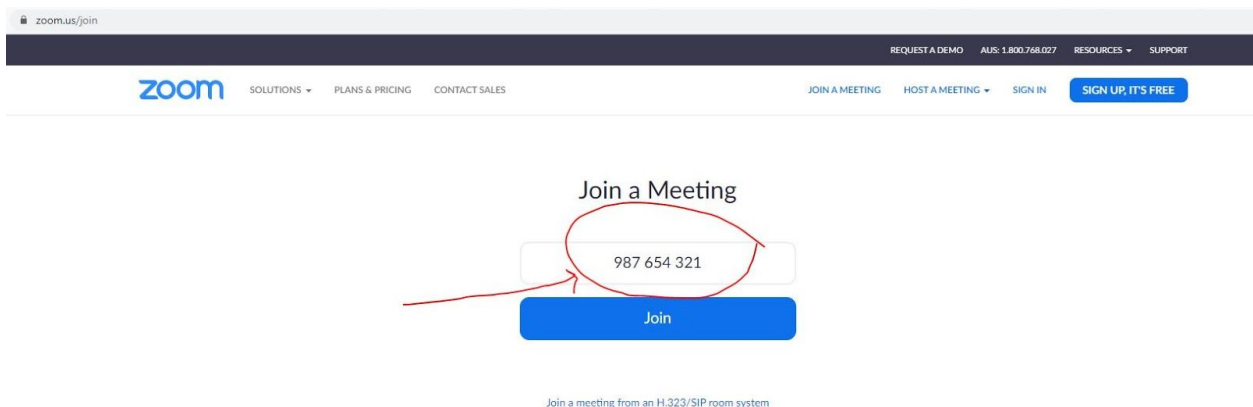 zoom.us/join
REQUEST A DEMO AUS: 1.800.768.027 RESOURCES SUPPORT
zoom SOLUTIONS PLANS & PRICING CONTACT SALES JOIN A MEETING HOST A MEETING SIGN IN SIGN UP, IT'S FREE
Join a Meeting
987 654 321
Join
Join a meeting from an H.323/SIP room system